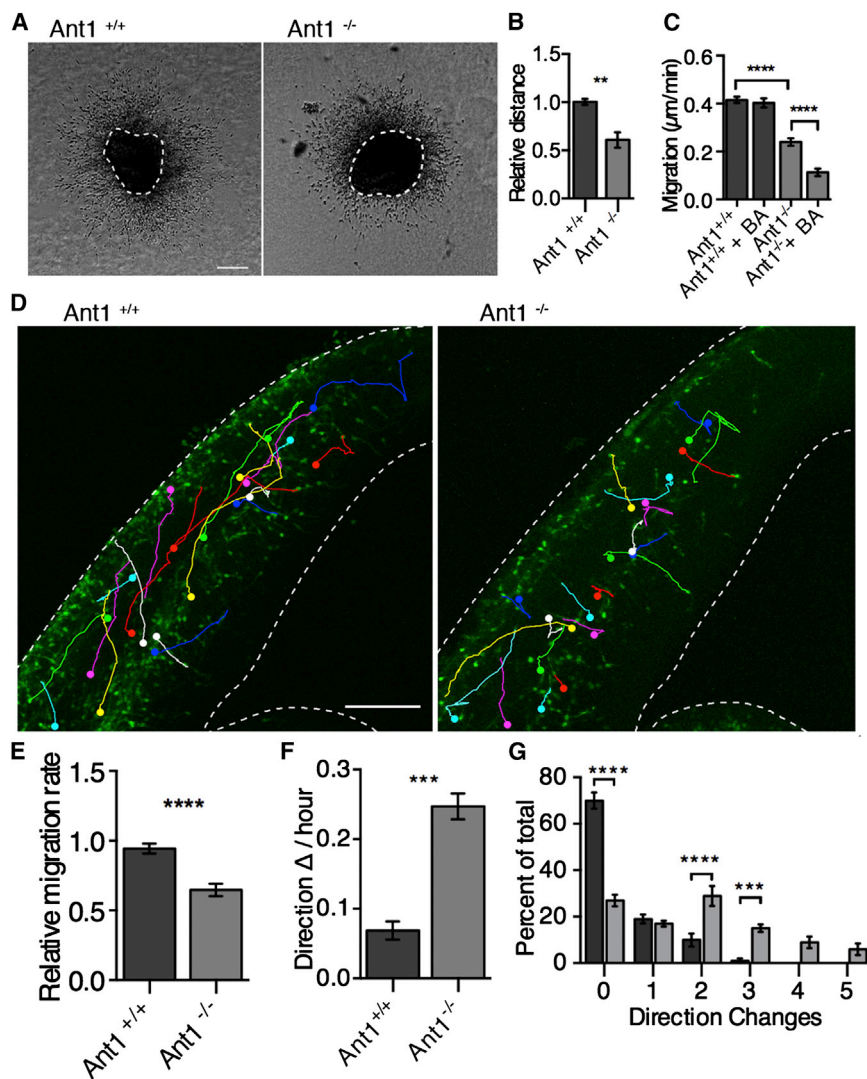 A
Ant1 +/+
Ant1 -/-
B
Relative distance
1.5
1.0
0.5
0.0
**
Ant1 +/+
Ant1 -/-
C
Migration (µm/min)
0.6
0.4
0.2
0.0
****
****
Ant1+/+
Ant1+/+ + BA
Ant1-/-
Ant1-/- + BA
D
Ant1 +/+
Ant1 -/-
E
Relative migration rate
1.5
1.0
0.5
0.0
****
Ant1 +/+
Ant1 -/-
F
Direction Δ / hour
0.3
0.2
0.1
0.0
***
Ant1 +/+
Ant1 -/-
G
Percent of total
80
60
40
20
0
****
****
***
0 1 2 3 4 5
Direction Changes